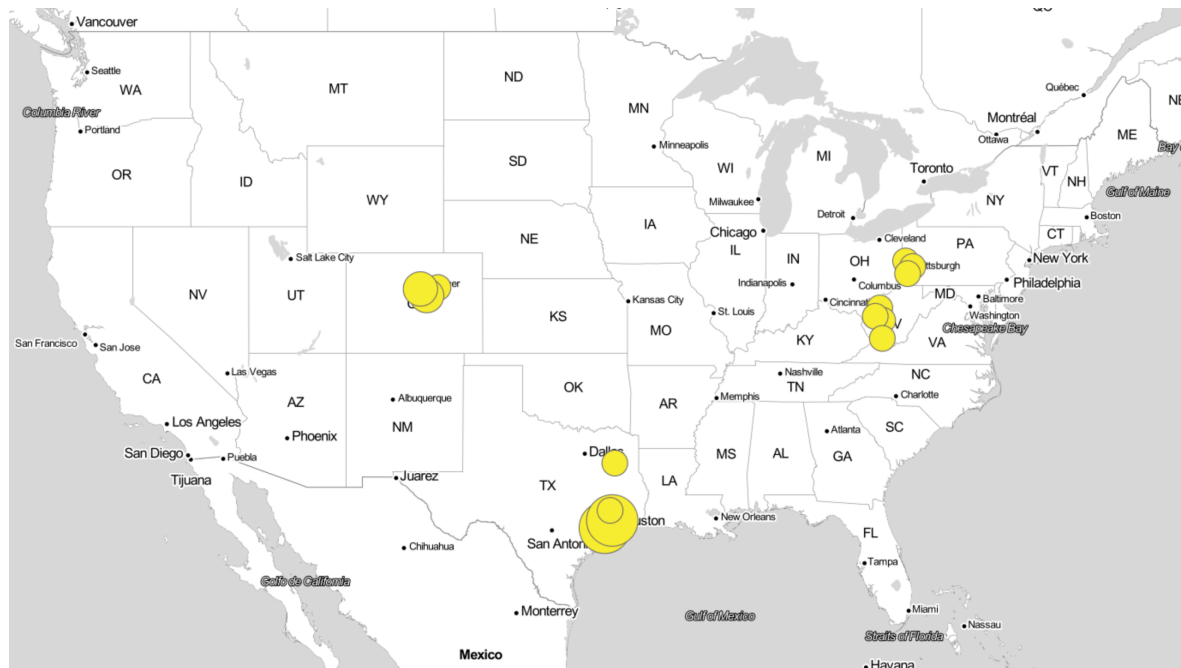 Vancouver
Seattle
WA
Columbia River
Portland
OR
ID
MT
ND
MN
Minneapolis
SD
WY
WI
MI
Milwaukee
Detroit
Chicago
IA
NE
IL
IN
OH
Cleveland
Indianapolis
Columbus
PA
Toronto
Ottawa
Montréal
Québec
ME
VT
NH
NY
Boston
CT
Gulf of Maine
New York
Philadelphia
MD
Baltimore
Washington
Chesapeake Bay
VA
KY
St. Louis
MO
Kansas City
KS
Salt Lake City
UT
NV
San Francisco
San Jose
CA
Las Vegas
Los Angeles
San Diego
Tijuana
Puebla
AZ
Phoenix
Albuquerque
NM
OK
AR
Memphis
Nashville
TN
NC
Charlotte
SC
Atlanta
GA
AL
MS
LA
New Orleans
TX
Juarez
Chihuahua
Golfo de California
Monterrey
Mexico
Gulf of Mexico
FL
Tampa
Miami
Nassau
Straits of Florida
Havana